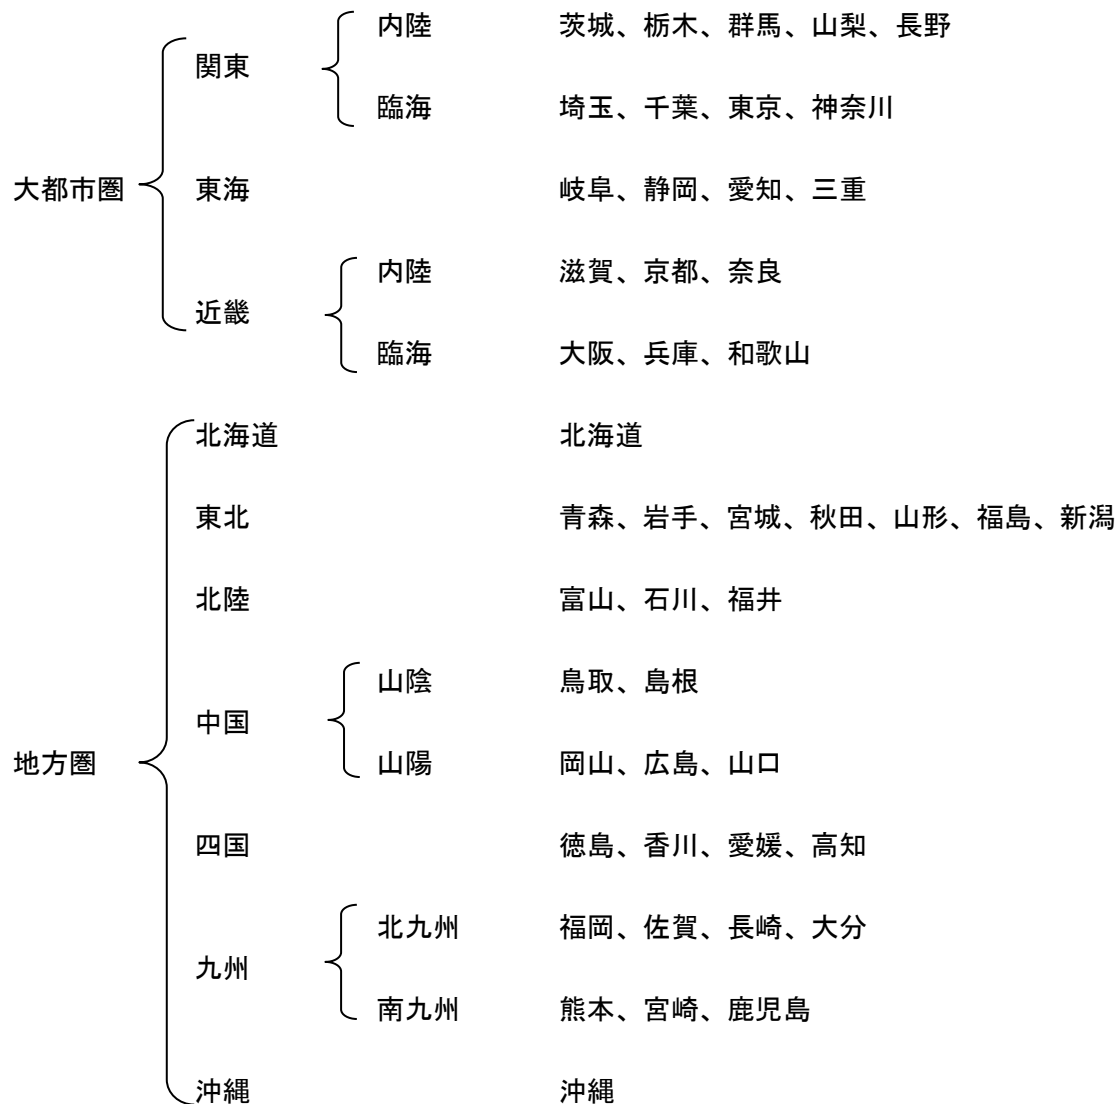 内陸 茨城、栃木、群馬、山梨、長野
関東
臨海 埼玉、千葉、東京、神奈川
大都市圏 東海 岐阜、静岡、愛知、三重
内陸 滋賀、京都、奈良
近畿
臨海 大阪、兵庫、和歌山
北海道 北海道
東北 青森、岩手、宮城、秋田、山形、福島、新潟
北陸 富山、石川、福井
山陰 鳥取、島根
中国
地方圏 山陽 岡山、広島、山口
四国 徳島、香川、愛媛、高知
北九州 福岡、佐賀、長崎、大分
九州
南九州 熊本、宮崎、鹿児島
沖縄 沖縄